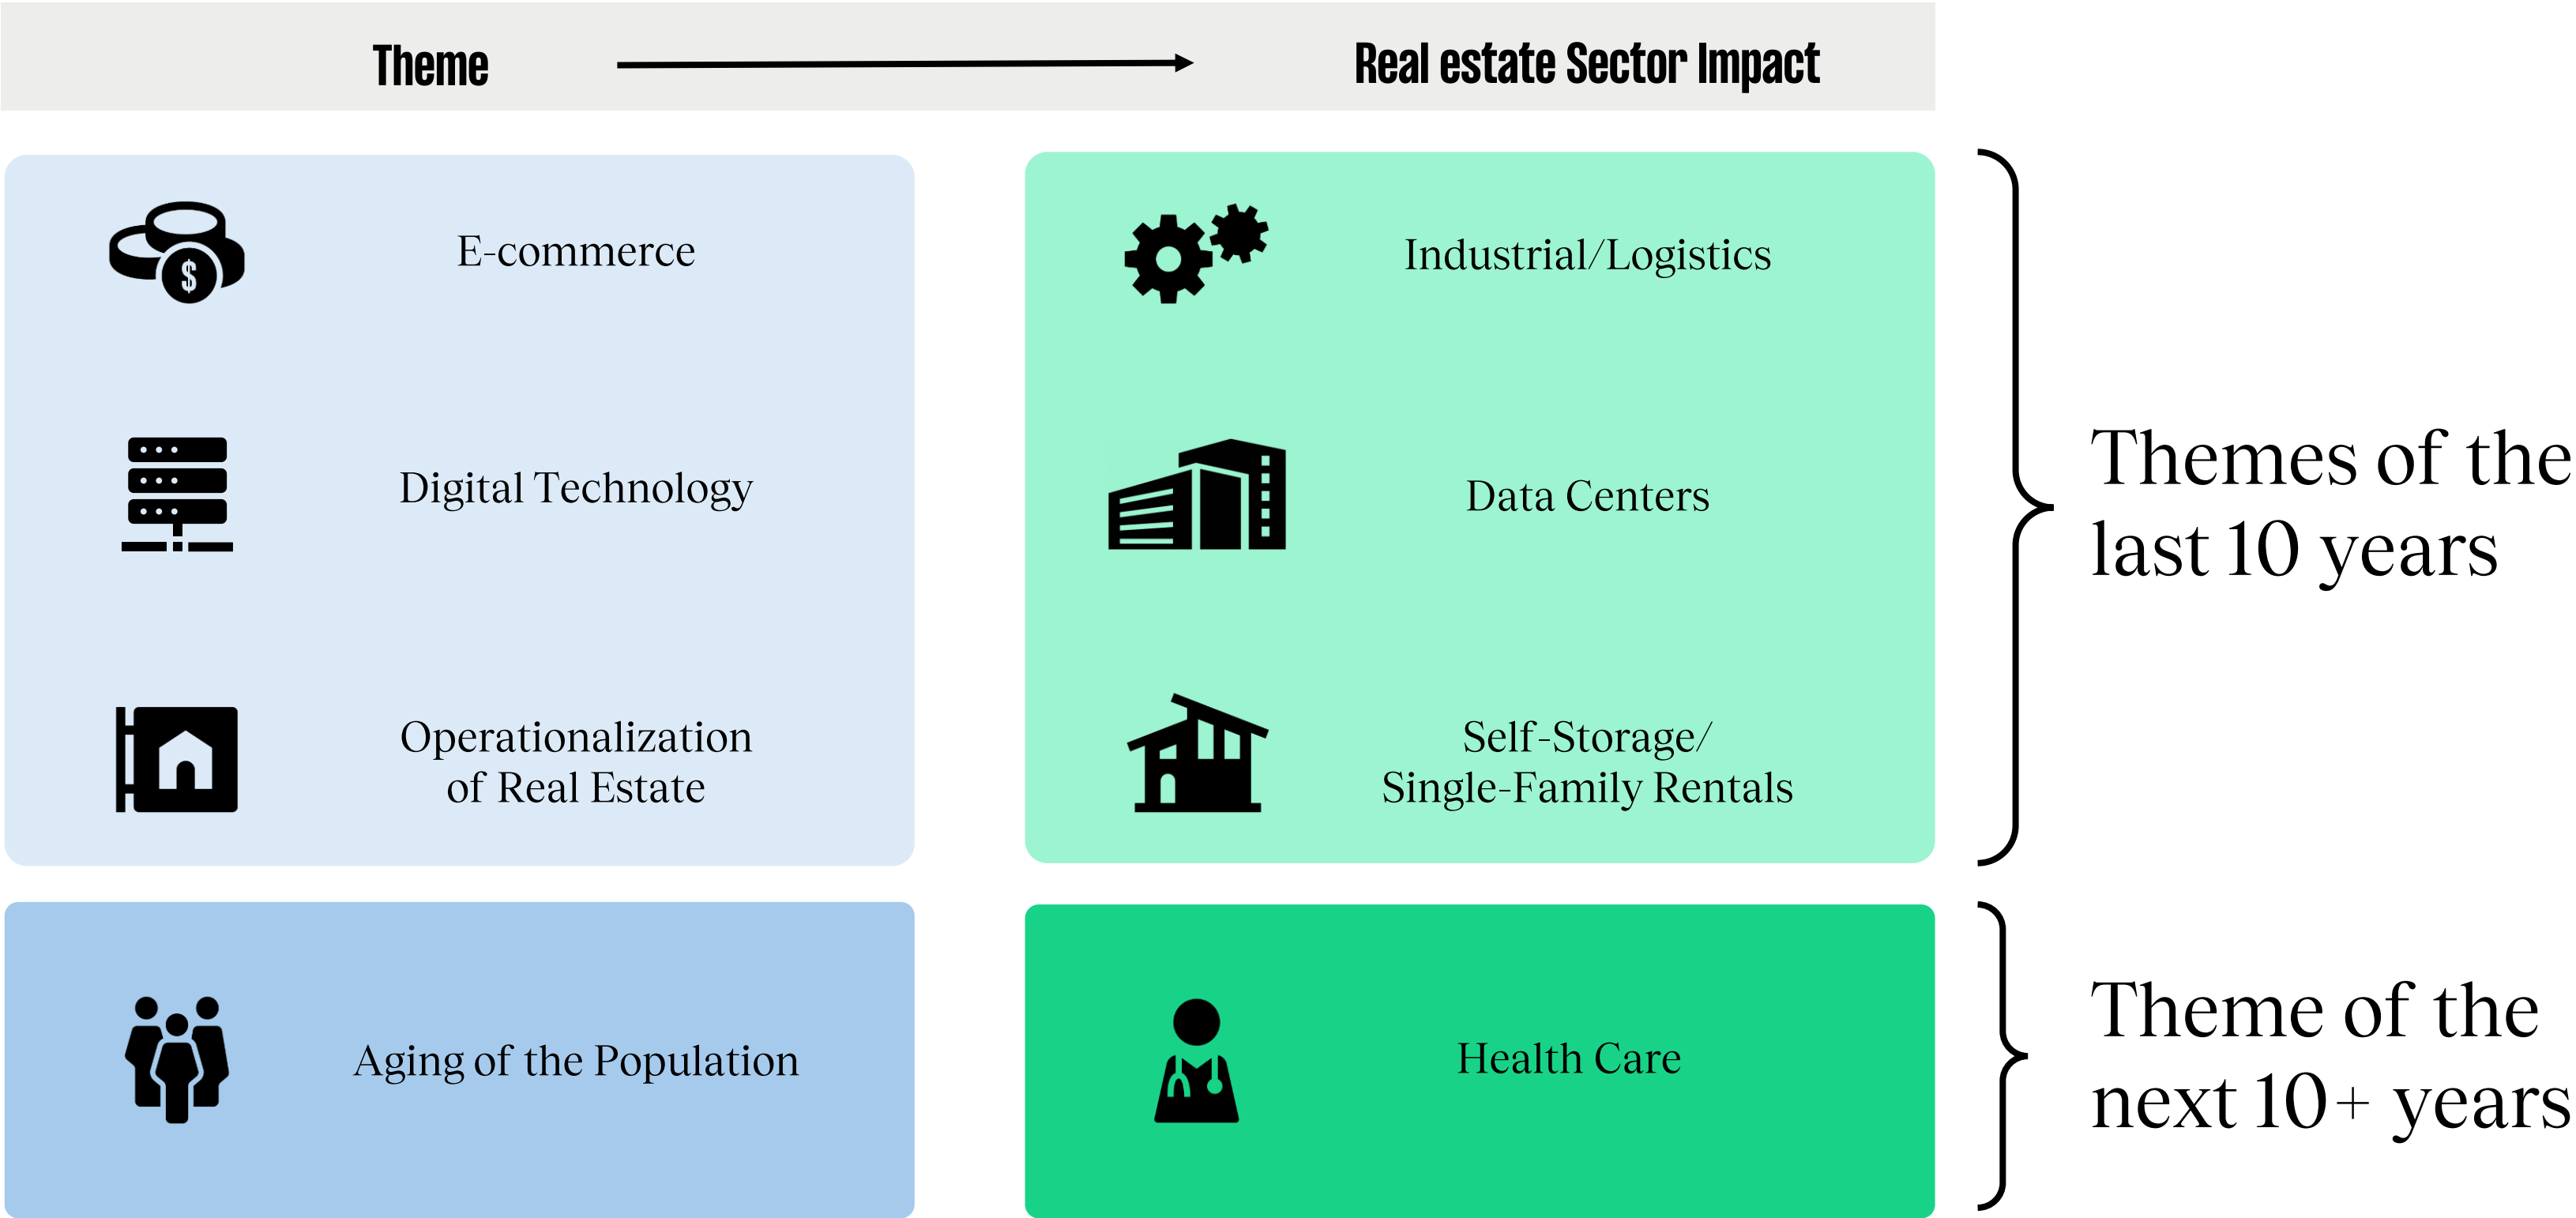 Theme
Real estate Sector Impact
E-commerce
Industrial/Logistics
Digital Technology
Data Centers
Operationalization
of Real Estate
Self-Storage/
Single-Family Rentals
Themes of the
last 10 years
Aging of the Population
Health Care
Theme of the
next 10+ years
$